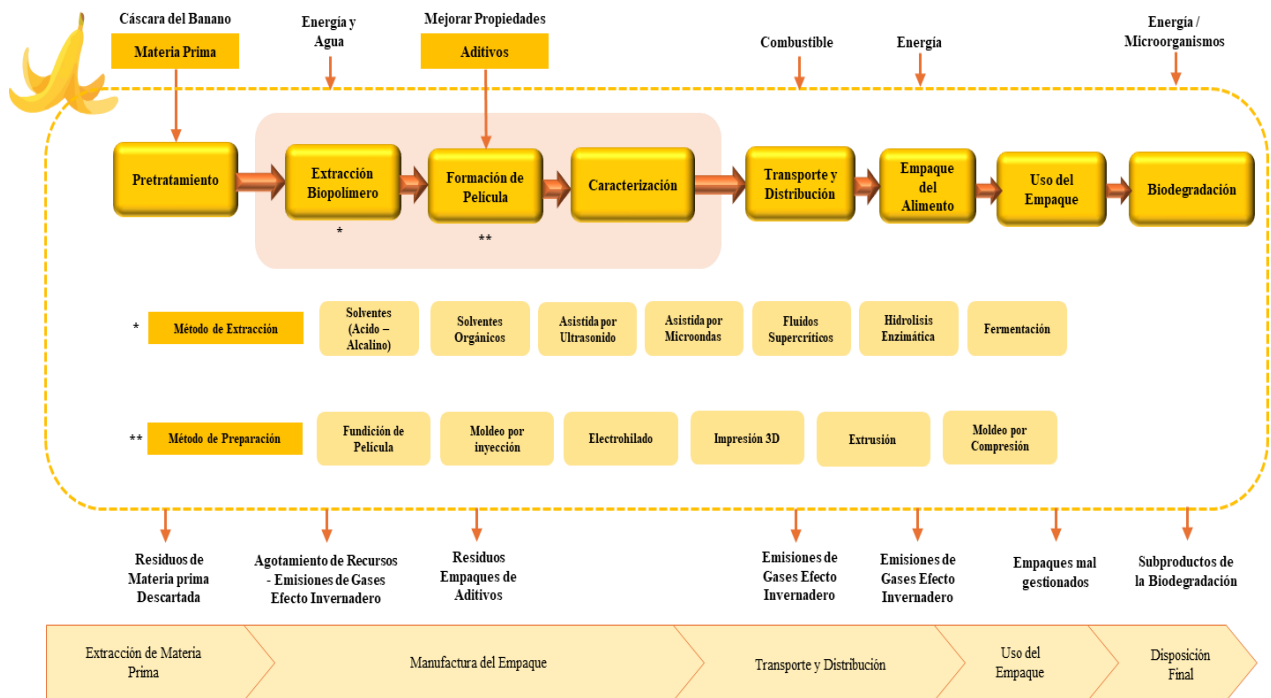 Cáscara del Banano
Materia Prima
Energía y
Agua
Mejorar Propiedades
Aditivos
Combustible
Energía
Energía /
Microorganismos
Pretratamiento
Extracción
Biopolímero
*
Formación de
Película
**
Caracterización
Transporte y
Distribución
Empaque
del
Alimento
Uso del
Empaque
Biodegradación
*
Método de Extracción
Solventes
(Acido –
Alcalino)
Solventes
Orgánicos
Asistida por
Ultrasonido
Asistida por
Microondas
Fluidos
Supercríticos
Hidrolisis
Enzimática
Fermentación
**
Método de Preparación
Fundición de
Película
Moldeo por
inyección
Electrohilado
Impresión 3D
Extrusión
Moldeo por
Compresión
Residuos de
Materia prima
Descartada
Agotamiento de Recursos
- Emisiones de Gases
Efecto Invernadero
Residuos
Empaques de
Aditivos
Emisiones de
Gases Efecto
Invernadero
Emisiones de
Gases Efecto
Invernadero
Empaques mal
gestionados
Subproductos de
la Biodegradación
Extracción de Materia
Prima
Manufactura del Empaque
Transporte y Distribución
Uso del
Empaque
Disposición
Final